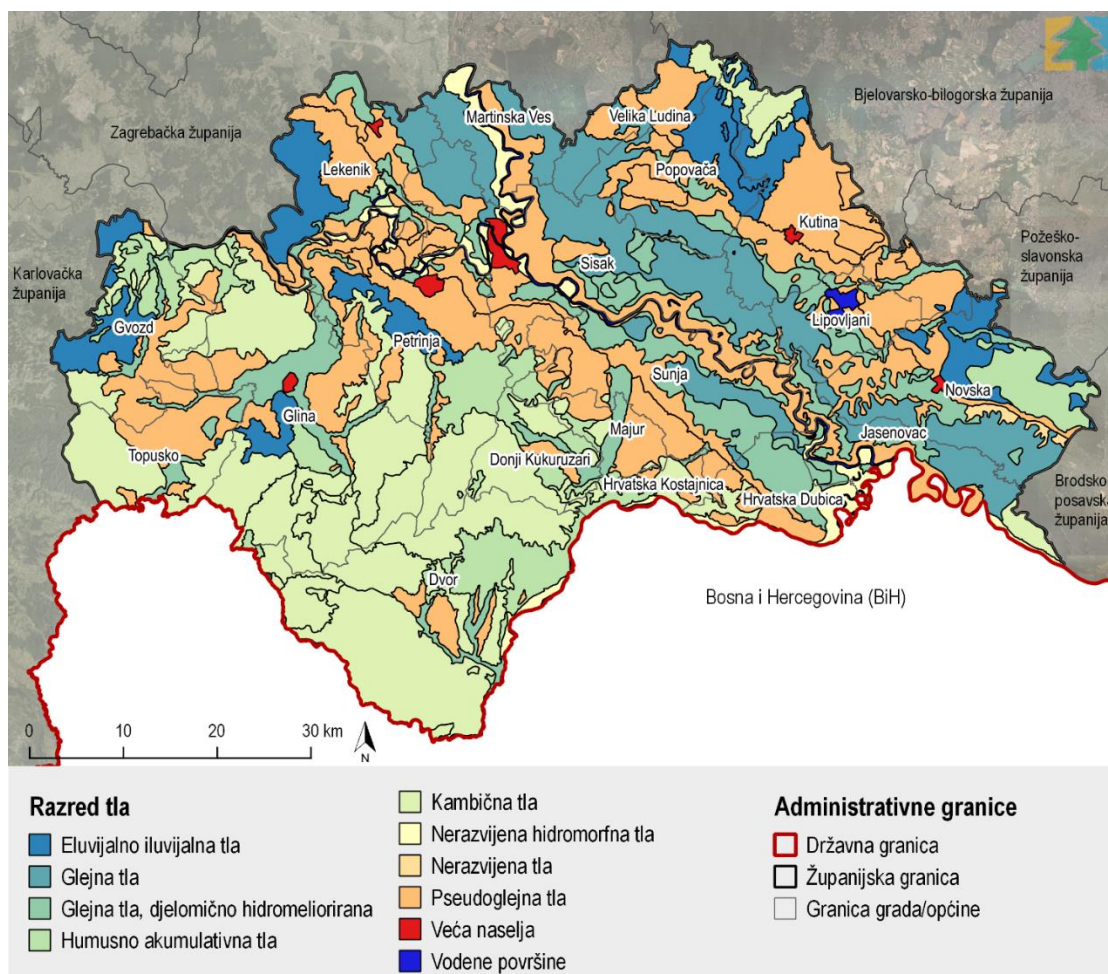 Bjelovarsko-bilogorska županija
Zagrebačka županija
Martinska Ves
Velika Ludina
Lekenik
Popovača
Kutina
Karlovačka
županija
Požeško-
slavonska
županija
Sisak
Gvozd
Lipovljani
Petrinja
Sunja
Novska
Glina
Majur
Jasenovac
Topusko
Donji Kukuruzari
Hrvatska Kostajnica
Hrvatska Dubica
Brodsko-
posavska
županija
Dvor
Bosna i Hercegovina (BiH)
0 10 20 30 km
N
Razred tla
Eluvijalno iluvijalna tla
Glejna tla
Glejna tla, djelomično hidromeliorirana
Humusno akumulativna tla
Kambična tla
Nerazvijena hidromorfna tla
Nerazvijena tla
Pseudoglejna tla
Veća naselja
Vodene površine
Administrativne granice
Državna granica
Županijska granica
Granica grada/općine